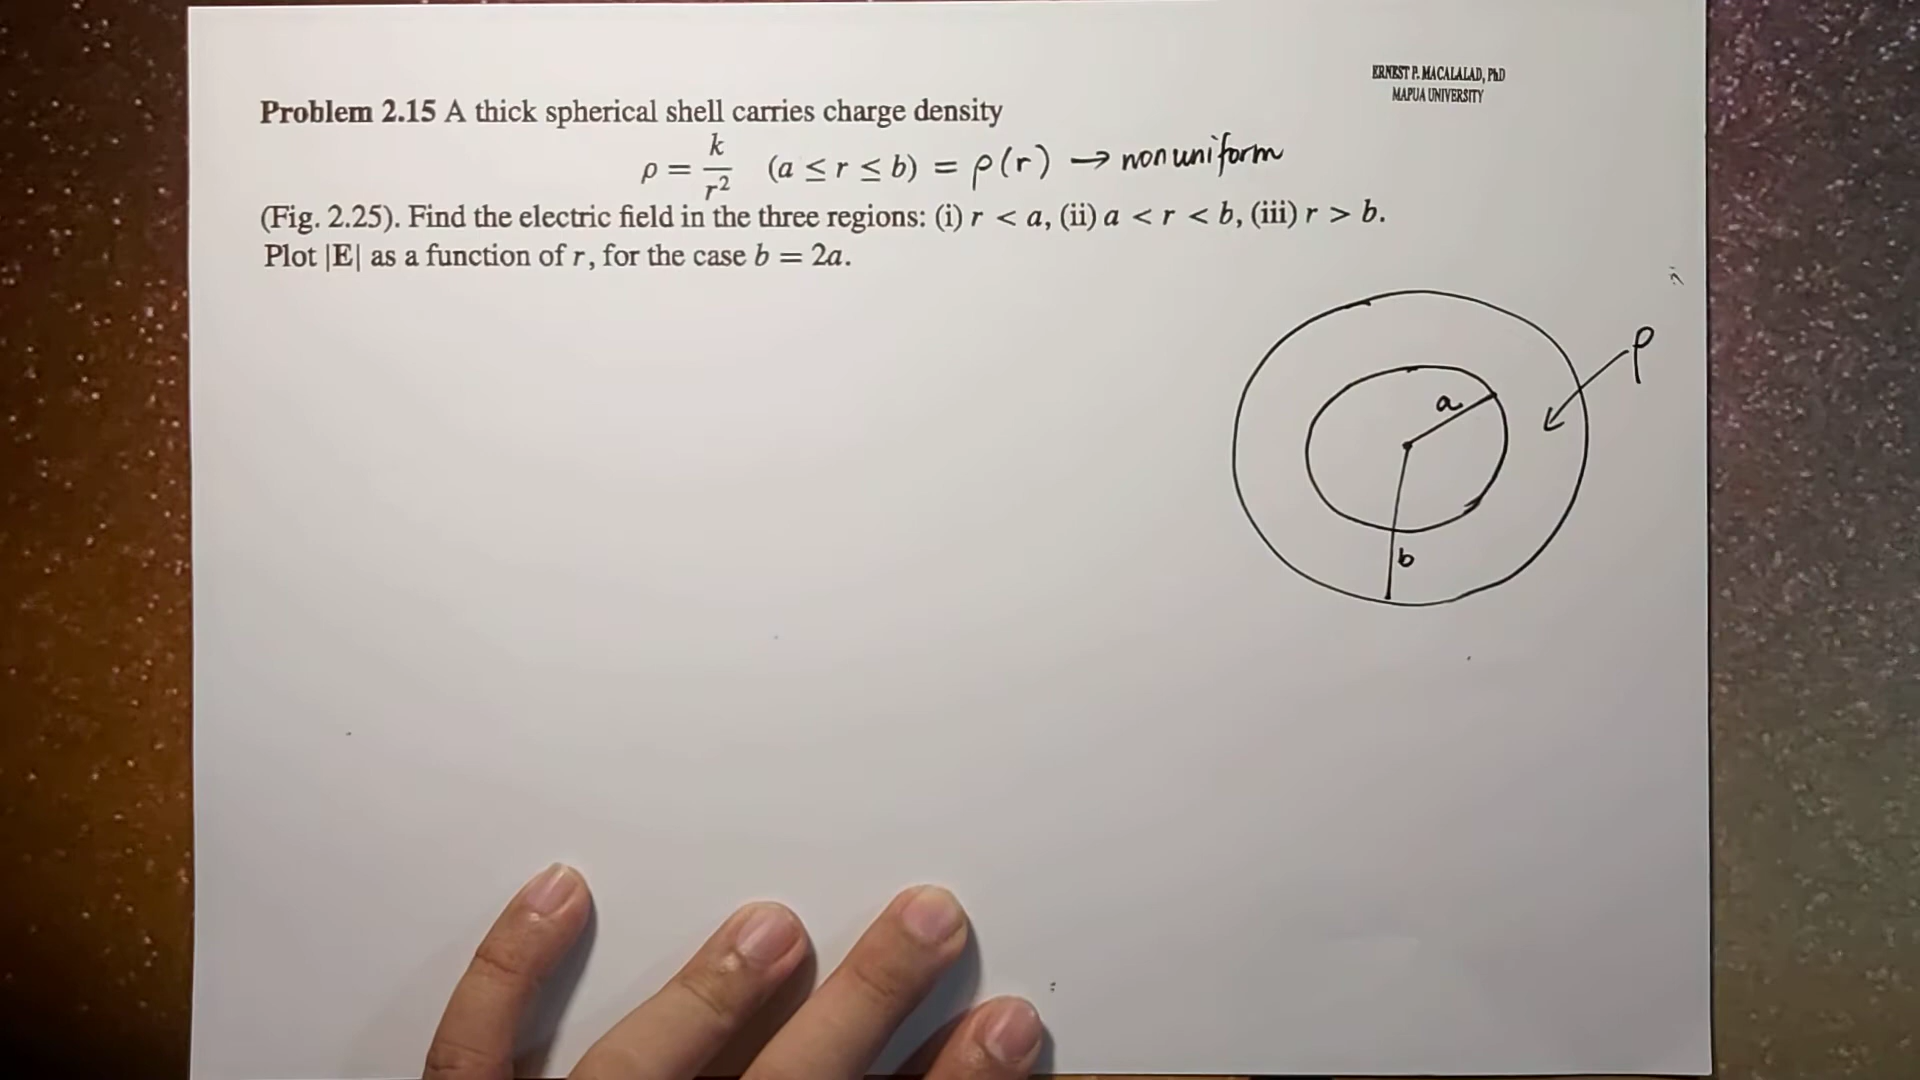 ERNEST P. MACALALAD, PhD
MAPUA UNIVERSITY
Problem 2.15 A thick spherical shell carries charge density
ρ = k/r² (a ≤ r ≤ b) = ρ(r) → nonuniform
(Fig. 2.25). Find the electric field in the three regions: (i) r < a, (ii) a < r < b, (iii) r > b.
Plot |E| as a function of r, for the case b = 2a.
ρ
a
b